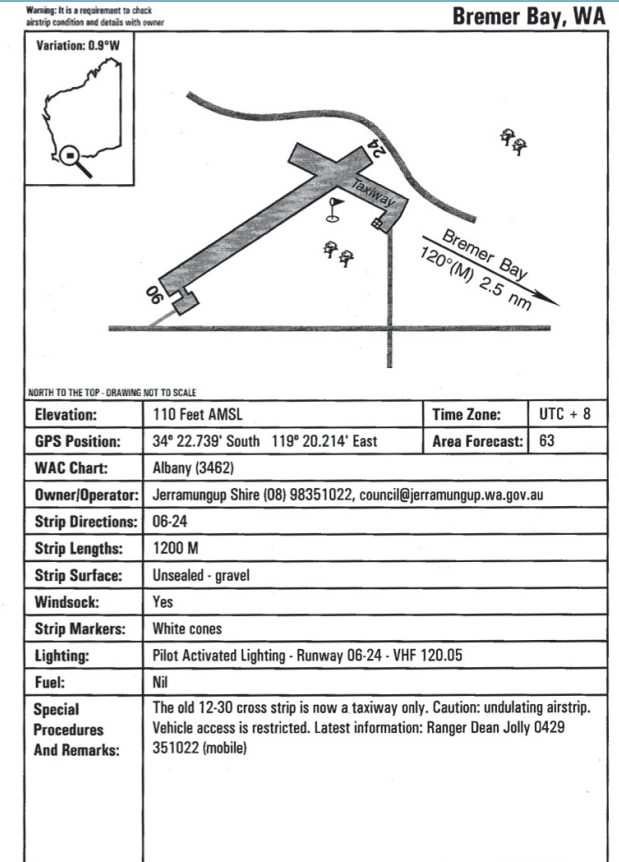 Warning: It is a requirement to check
airstrip condition and details with owner
Bremer Bay, WA
Variation: 0.9°W
24
Taxiway
Bremer Bay
120°(M) 2.5 nm
06
NORTH TO THE TOP - DRAWING NOT TO SCALE
Elevation: 110 Feet AMSL Time Zone: UTC + 8
GPS Position: 34° 22.739' South 119° 20.214' East Area Forecast: 63
WAC Chart: Albany (3462)
Owner/Operator: Jerramungup Shire (08) 98351022, council@jerramungup.wa.gov.au
Strip Directions: 06-24
Strip Lengths: 1200 M
Strip Surface: Unsealed - gravel
Windsock: Yes
Strip Markers: White cones
Lighting: Pilot Activated Lighting - Runway 06-24 - VHF 120.05
Fuel: Nil
Special The old 12-30 cross strip is now a taxiway only. Caution: undulating airstrip.
Procedures Vehicle access is restricted. Latest information: Ranger Dean Jolly 0429
And Remarks: 351022 (mobile)